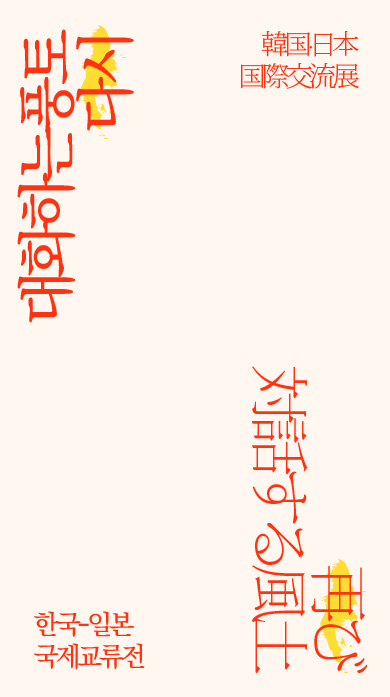 다시
대화하는 풍토
韓国・日本
国際交流展
再び
対話する風土
한국-일본
국제교류전